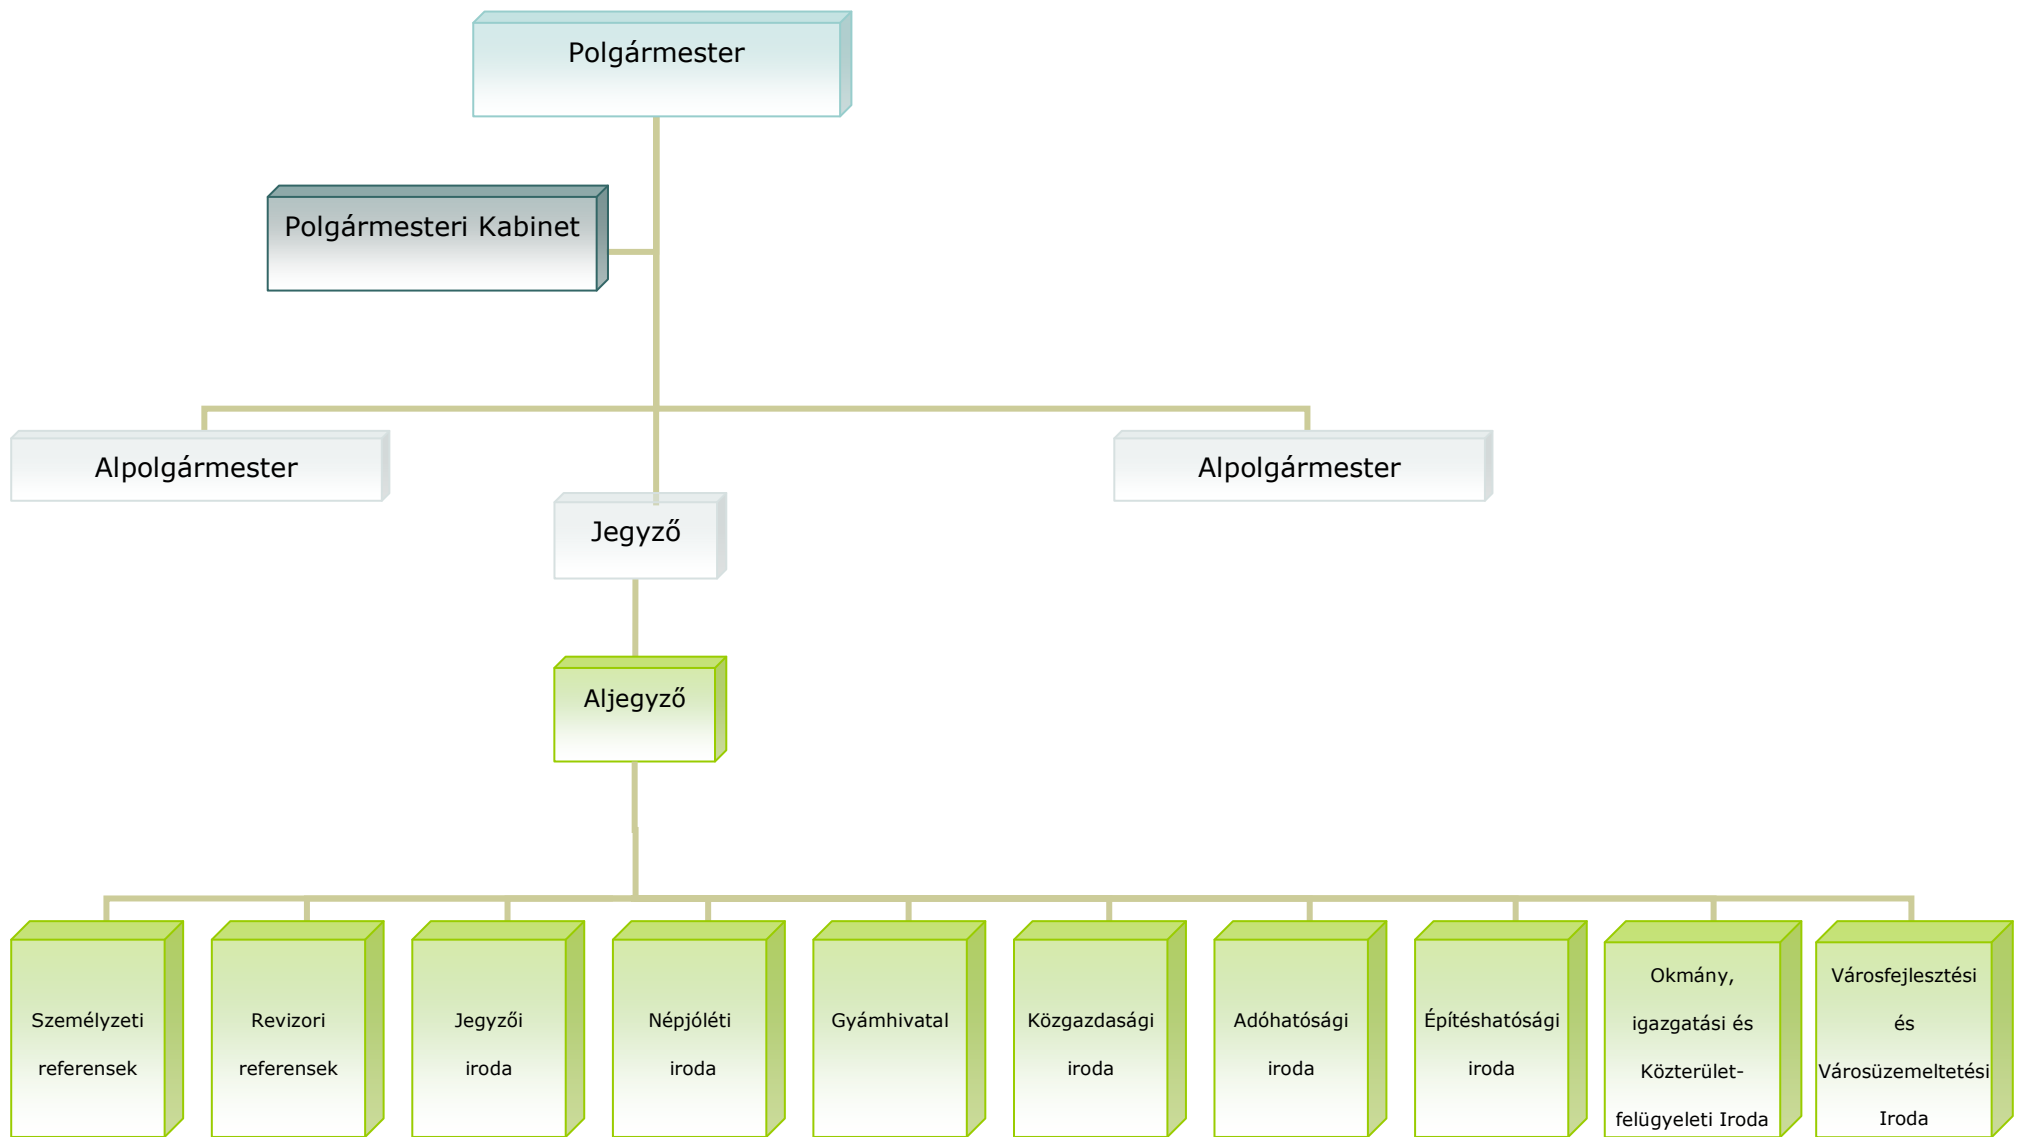 Polgármester
Polgármesteri Kabinet
Alpolgármester
Alpolgármester
Jegyző
Aljegyző
Személyzeti
referensek
Revizori
referensek
Jegyzői
iroda
Népjóléti
iroda
Gyámhivatal
Közgazdasági
iroda
Adóhatósági
iroda
Építéshatósági
iroda
Okmány,
igazgatási és
Közterület-
felügyeleti Iroda
Városfejlesztési
és
Városüzemeltetési
Iroda